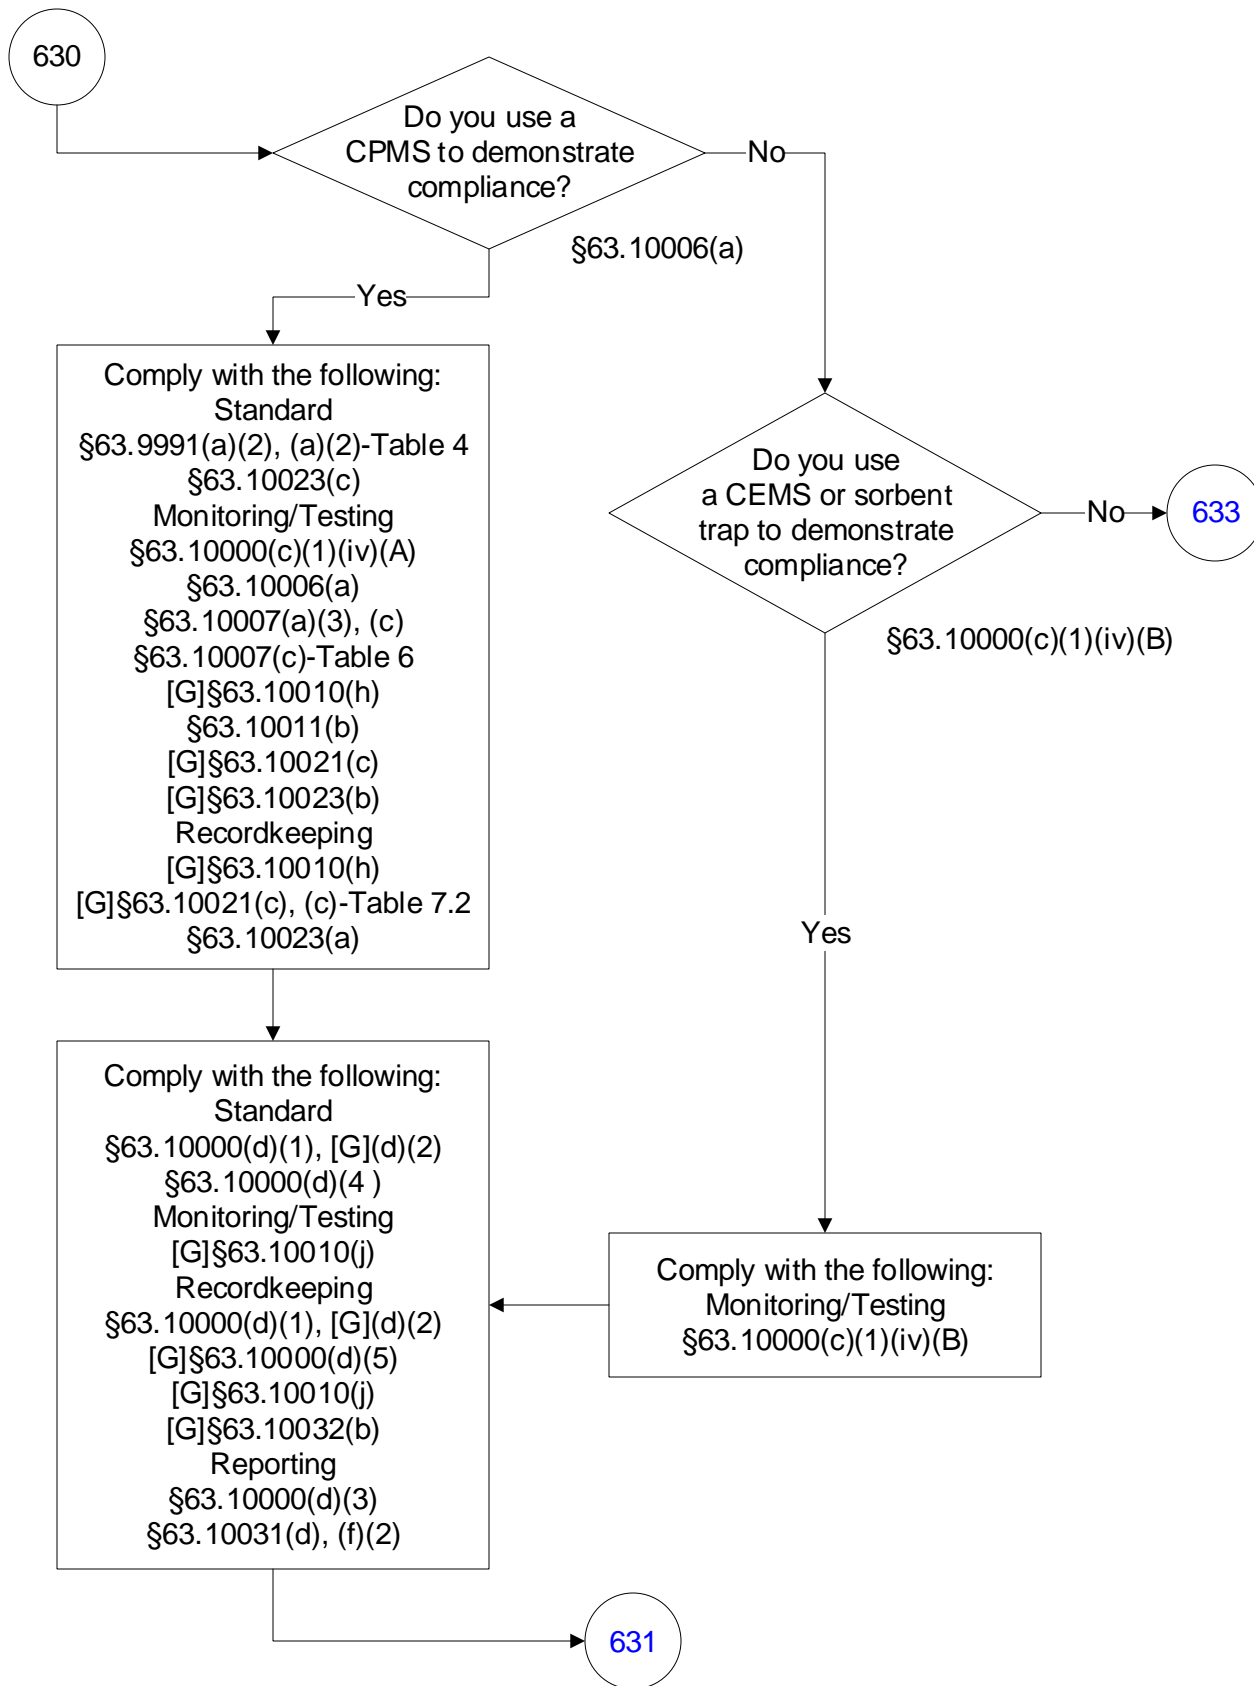 630
Do you use a
CPMS to demonstrate
compliance?
No
§63.10006(a)
Yes
Comply with the following:
Standard
§63.9991(a)(2), (a)(2)-Table 4
§63.10023(c)
Monitoring/Testing
§63.10000(c)(1)(iv)(A)
§63.10006(a)
§63.10007(a)(3), (c)
§63.10007(c)-Table 6
[G]§63.10010(h)
§63.10011(b)
[G]§63.10021(c)
[G]§63.10023(b)
Recordkeeping
[G]§63.10010(h)
[G]§63.10021(c), (c)-Table 7.2
§63.10023(a)
Do you use
a CEMS or sorbent
trap to demonstrate
compliance?
No
633
§63.10000(c)(1)(iv)(B)
Yes
Comply with the following:
Standard
§63.10000(d)(1), [G](d)(2)
§63.10000(d)(4 )
Monitoring/Testing
[G]§63.10010(j)
Recordkeeping
§63.10000(d)(1), [G](d)(2)
[G]§63.10000(d)(5)
[G]§63.10010(j)
[G]§63.10032(b)
Reporting
§63.10000(d)(3)
§63.10031(d), (f)(2)
Comply with the following:
Monitoring/Testing
§63.10000(c)(1)(iv)(B)
631